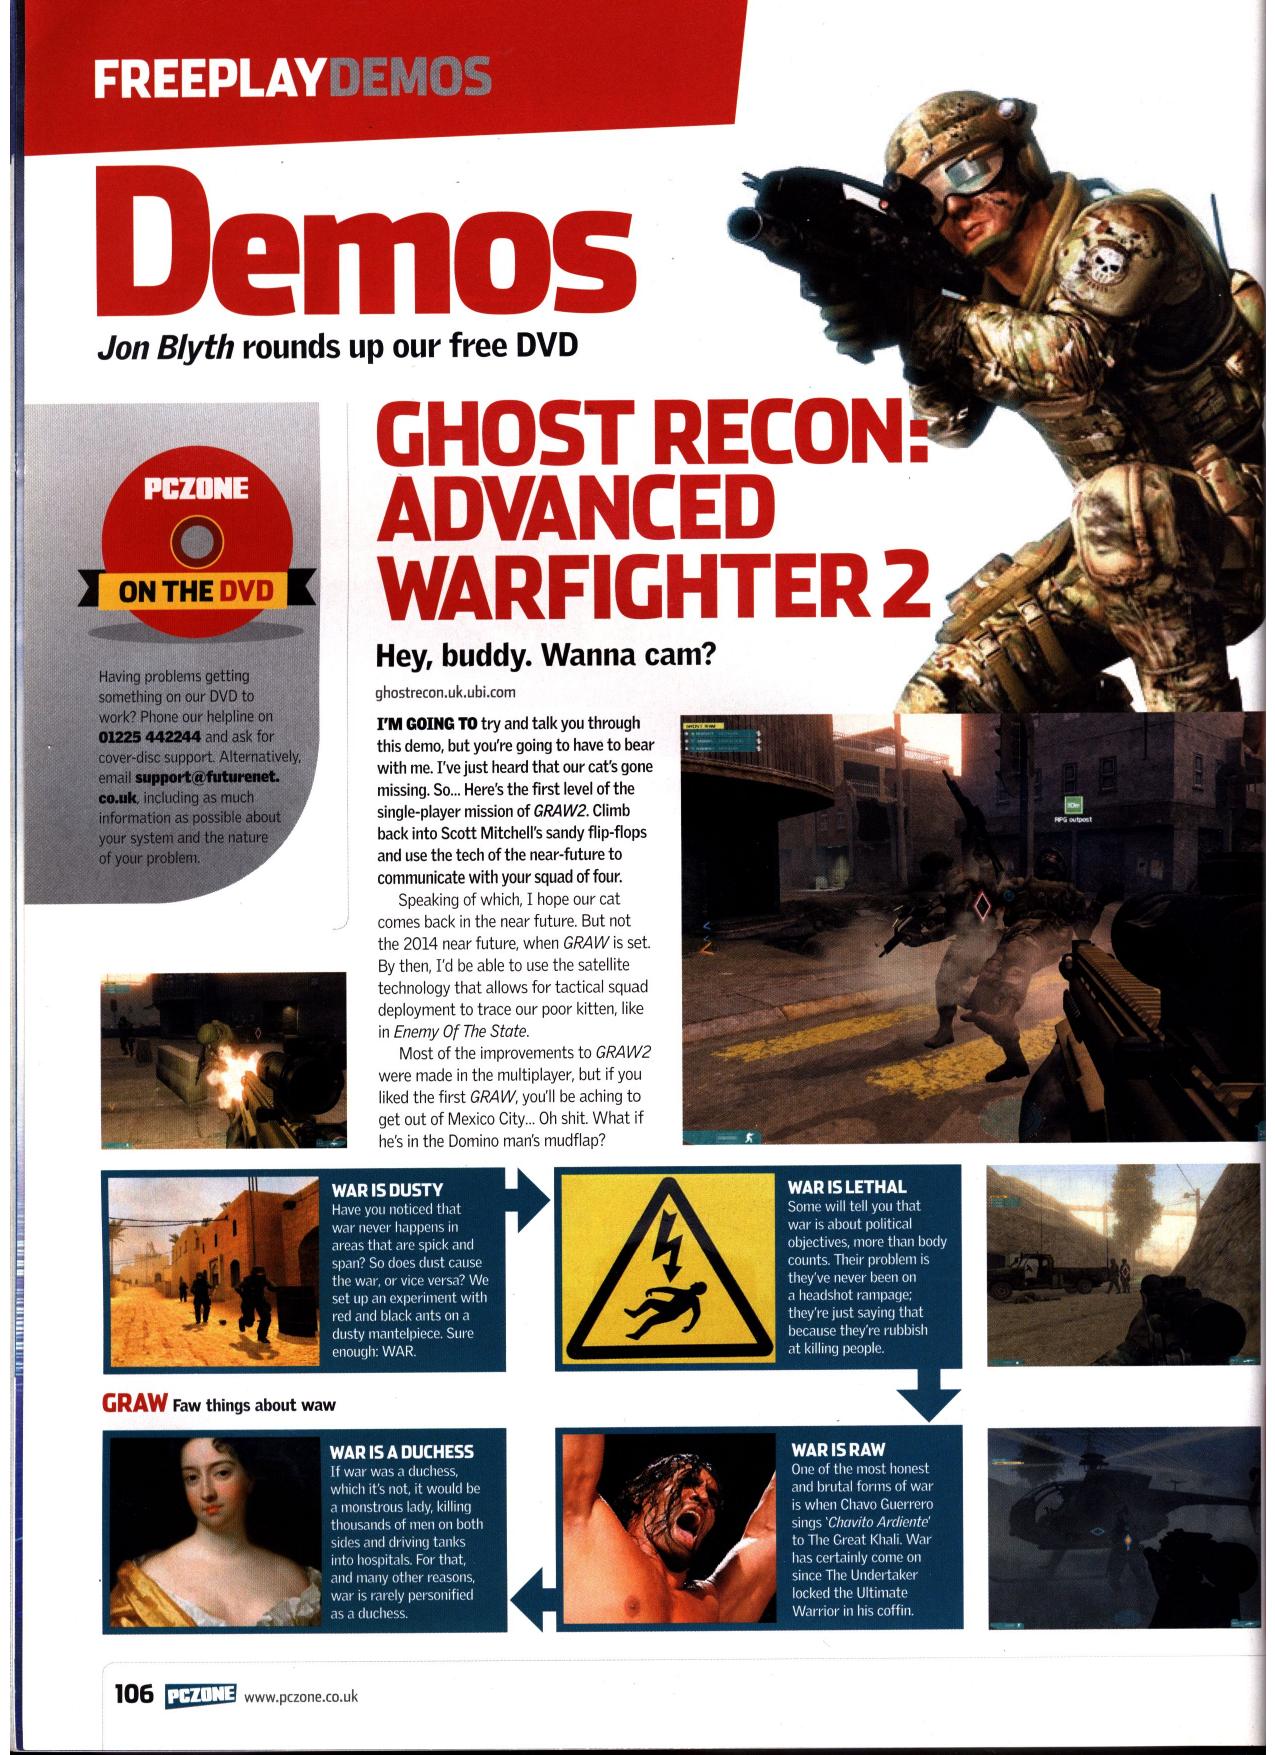 FREEPLAYDEMOS
Demos
Jon Blyth rounds up our free DVD
PCZONE
ON THE DVD
Having problems getting
something on our DVD to
work? Phone our helpline on
01225 442244 and ask for
cover-disc support. Alternatively,
email support@futurenet.
co.uk, including as much
information as possible about
your system and the nature
of your problem.
GHOST RECON:
ADVANCED
WARFIGHTER 2
Hey, buddy. Wanna cam?
ghostrecon.uk.ubi.com
I'M GOING TO try and talk you through
this demo, but you're going to have to bear
with me. I've just heard that our cat's gone
missing. So... Here's the first level of the
single-player mission of GRAW2. Climb
back into Scott Mitchell's sandy flip-flops
and use the tech of the near-future to
communicate with your squad of four.
Speaking of which, I hope our cat
comes back in the near future. But not
the 2014 near future, when GRAW is set.
By then, I'd be able to use the satellite
technology that allows for tactical squad
deployment to trace our poor kitten, like
in Enemy Of The State.
Most of the improvements to GRAW2
were made in the multiplayer, but if you
liked the first GRAW, you'll be aching to
get out of Mexico City... Oh shit. What if
he's in the Domino man's mudflap?
RPG outpost
WAR IS DUSTY
Have you noticed that
war never happens in
areas that are spick and
span? So does dust cause
the war, or vice versa? We
set up an experiment with
red and black ants on a
dusty mantelpiece. Sure
enough: WAR.
WAR IS LETHAL
Some will tell you that
war is about political
objectives, more than body
counts. Their problem is
they've never been on
a headshot rampage;
they're just saying that
because they're rubbish
at killing people.
GRAW Faw things about waw
WAR IS A DUCHESS
If war was a duchess,
which it's not, it would be
a monstrous lady, killing
thousands of men on both
sides and driving tanks
into hospitals. For that,
and many other reasons,
war is rarely personified
as a duchess.
WAR IS RAW
One of the most honest
and brutal forms of war
is when Chavo Guerrero
sings 'Chavito Ardiente'
to The Great Khali. War
has certainly come on
since The Undertaker
locked the Ultimate
Warrior in his coffin.
106 PCZONE www.pczone.co.uk